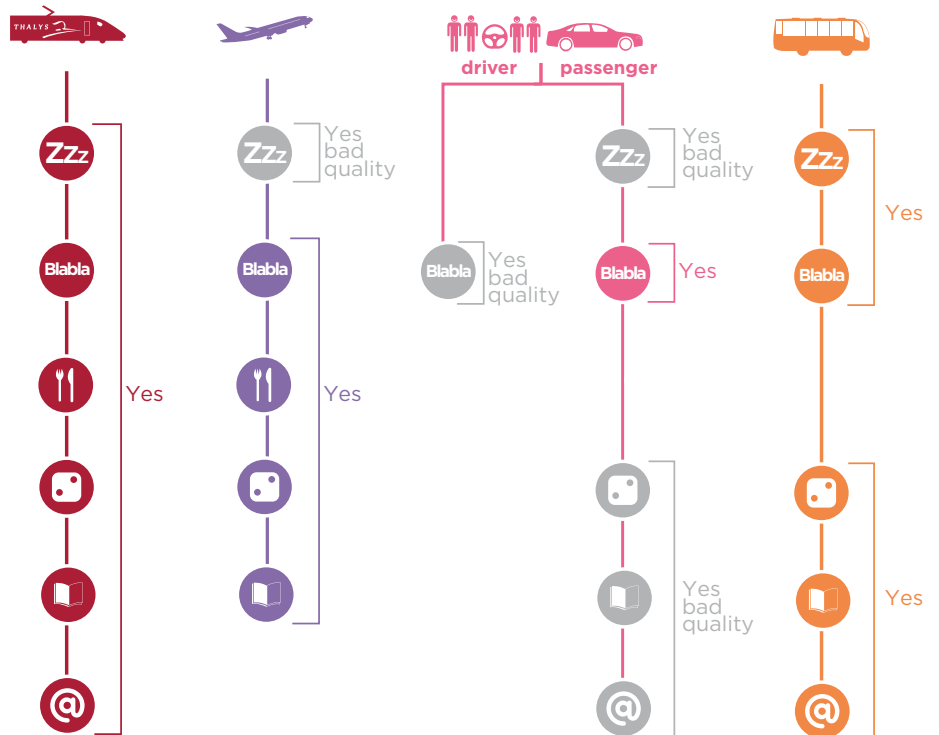 THALYS
driver
passenger
ZZz
Yes
bad
quality
ZZz
Yes
bad
quality
ZZz
ZZz
Yes
Blabla
Blabla
Blabla
Yes
bad
quality
Blabla
Yes
Blabla
Yes
Yes
Yes
bad
quality
Yes
@
@
@